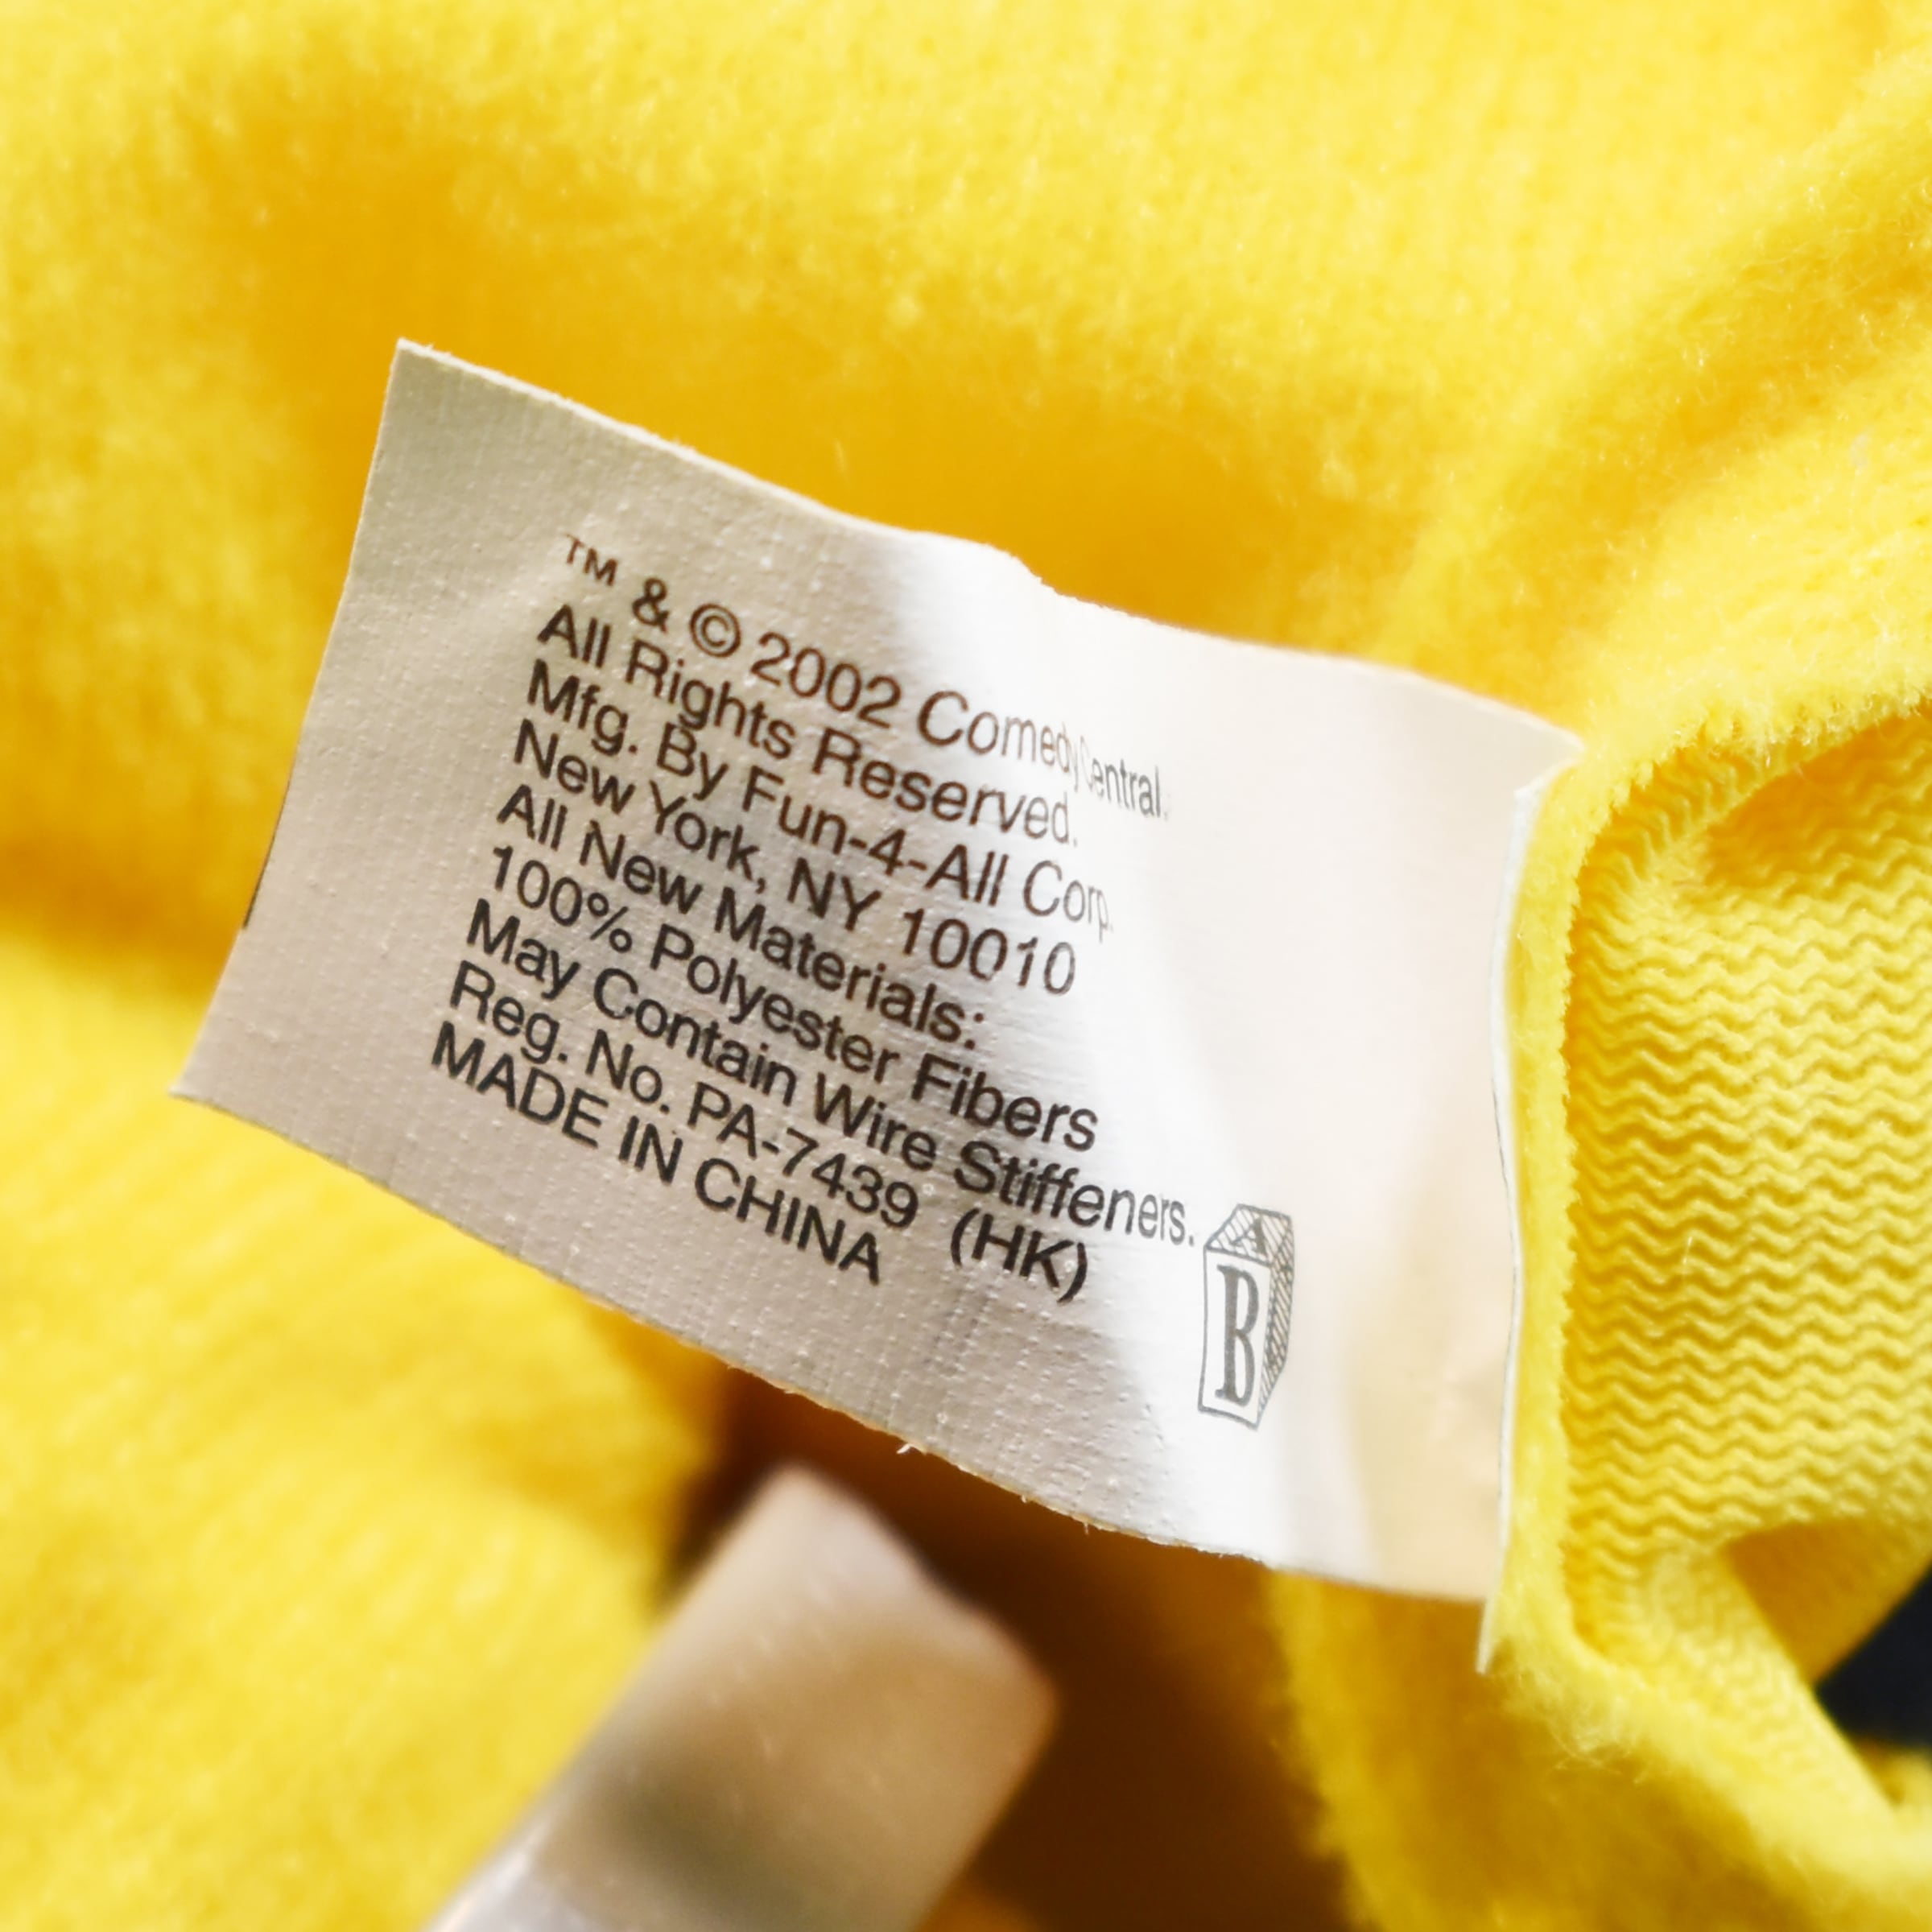 ™ & © 2002 Comedy Central.
All Rights Reserved.
Mfg. By Fun-4-All Corp.
New York, NY 10010
All New Materials:
100% Polyester Fibers
May Contain Wire Stiffeners.
Reg. No. PA-7439 (HK)
MADE IN CHINA
A
B